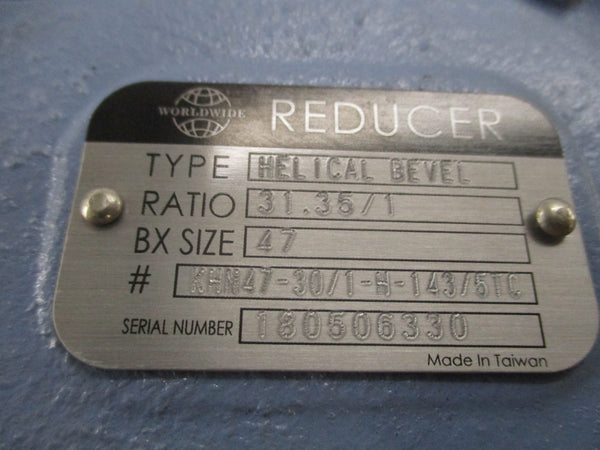 WORLDWIDE REDUCER
TYPE HELICAL BEVEL
RATIO 31.35/1
BX SIZE 47
# KHN47-30/1-H-143/5TC
SERIAL NUMBER 180506330
Made In Taiwan